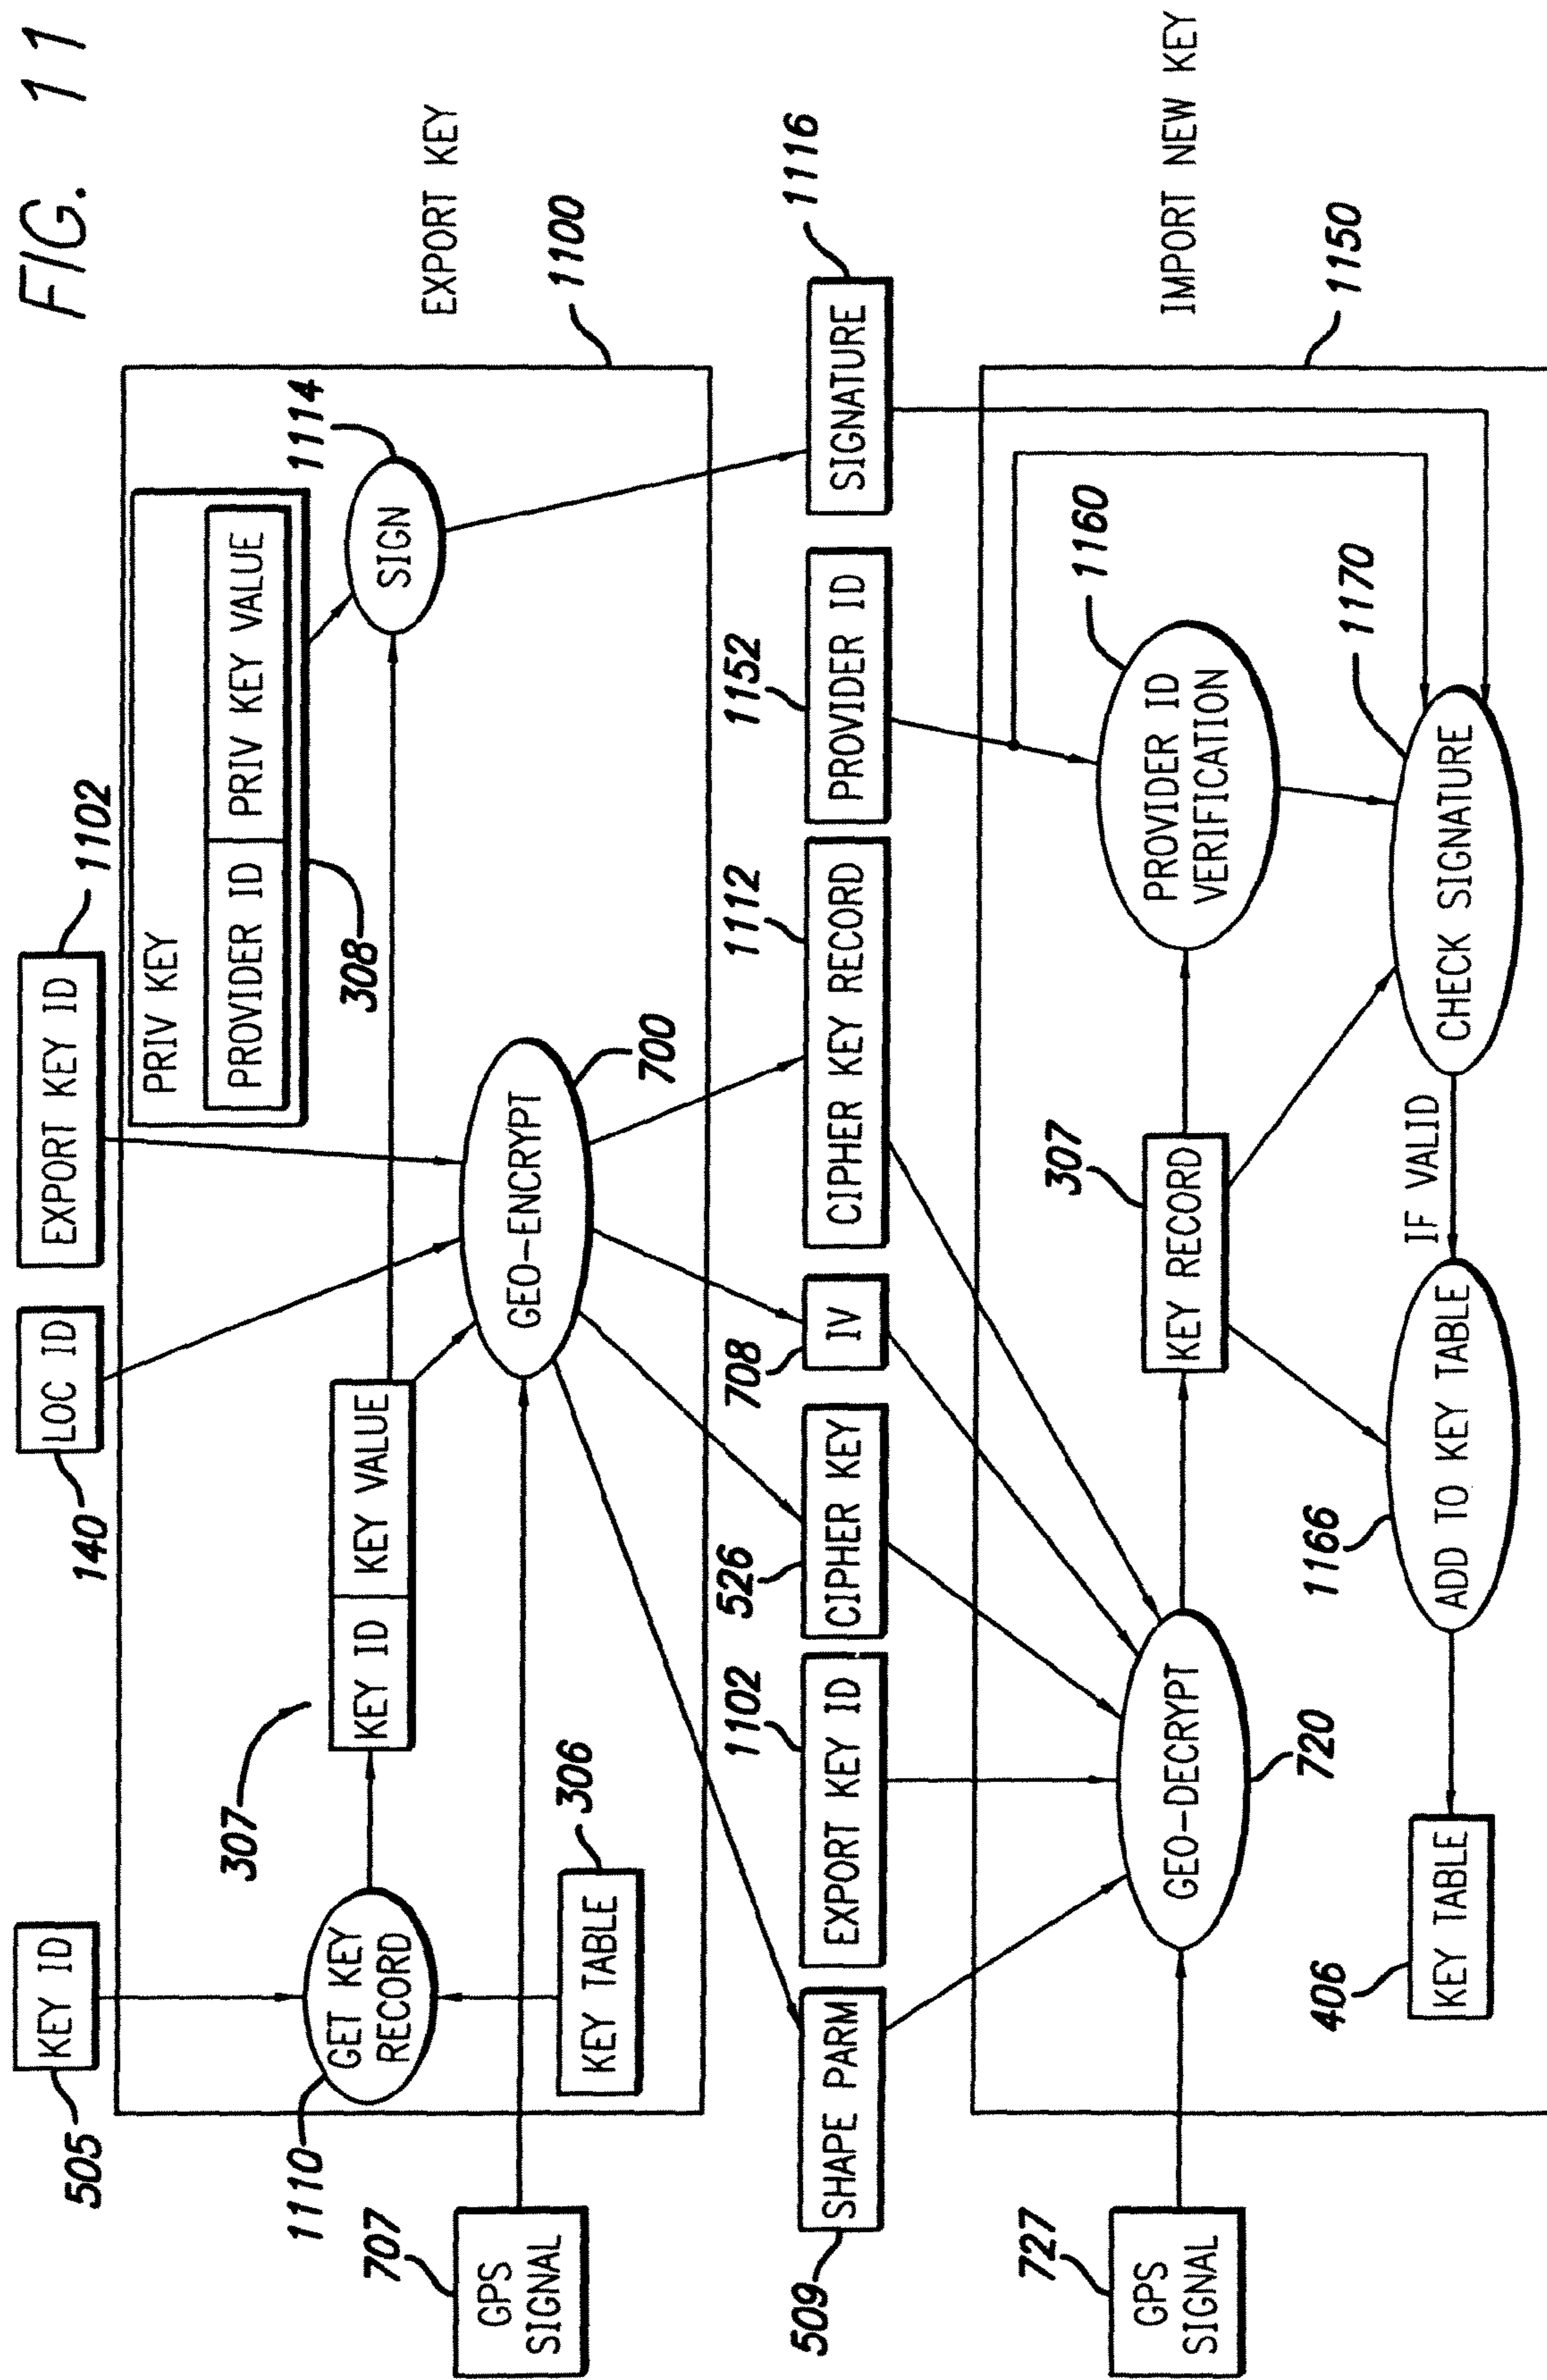 FIG. 11
505
KEY ID
140
LOC ID
EXPORT KEY ID
1102
EXPORT KEY
1100
1110
GET KEY
RECORD
307
KEY ID
KEY VALUE
PRIV KEY
PROVIDER ID
PRIV KEY VALUE
308
SIGN
1114
KEY TABLE
306
707
GPS
SIGNAL
GEO-ENCRYPT
700
509
SHAPE PARM
1102
EXPORT KEY ID
526
CIPHER KEY
708
IV
1112
CIPHER KEY RECORD
1152
PROVIDER ID
1116
SIGNATURE
IMPORT NEW KEY
1150
727
GPS
SIGNAL
GEO-DECRYPT
720
307
KEY RECORD
PROVIDER ID
VERIFICATION
1160
406
KEY TABLE
1166
ADD TO KEY TABLE
IF VALID
CHECK SIGNATURE
1170